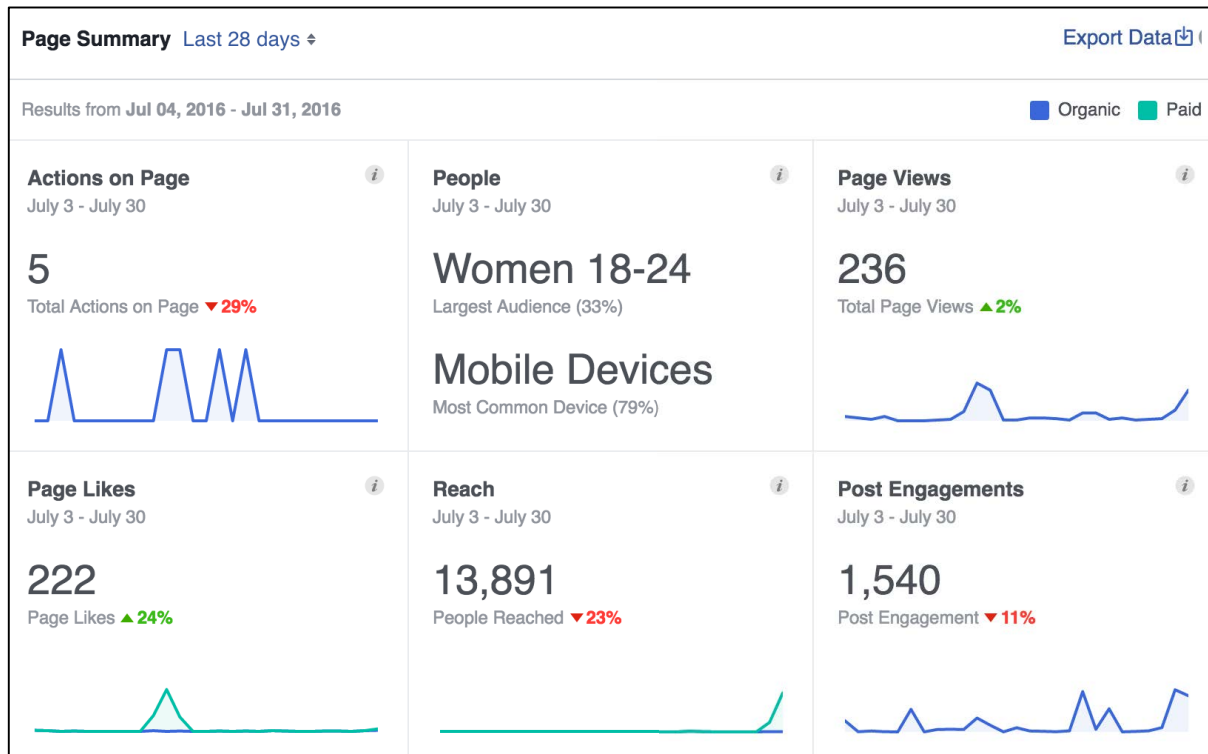 Page Summary Last 28 days
Export Data
Results from Jul 04, 2016 - Jul 31, 2016
Organic Paid
Actions on Page
July 3 - July 30
5
Total Actions on Page ▼29%
People
July 3 - July 30
Women 18-24
Largest Audience (33%)
Mobile Devices
Most Common Device (79%)
Page Views
July 3 - July 30
236
Total Page Views ▲2%
Page Likes
July 3 - July 30
222
Page Likes ▲24%
Reach
July 3 - July 30
13,891
People Reached ▼23%
Post Engagements
July 3 - July 30
1,540
Post Engagement ▼11%